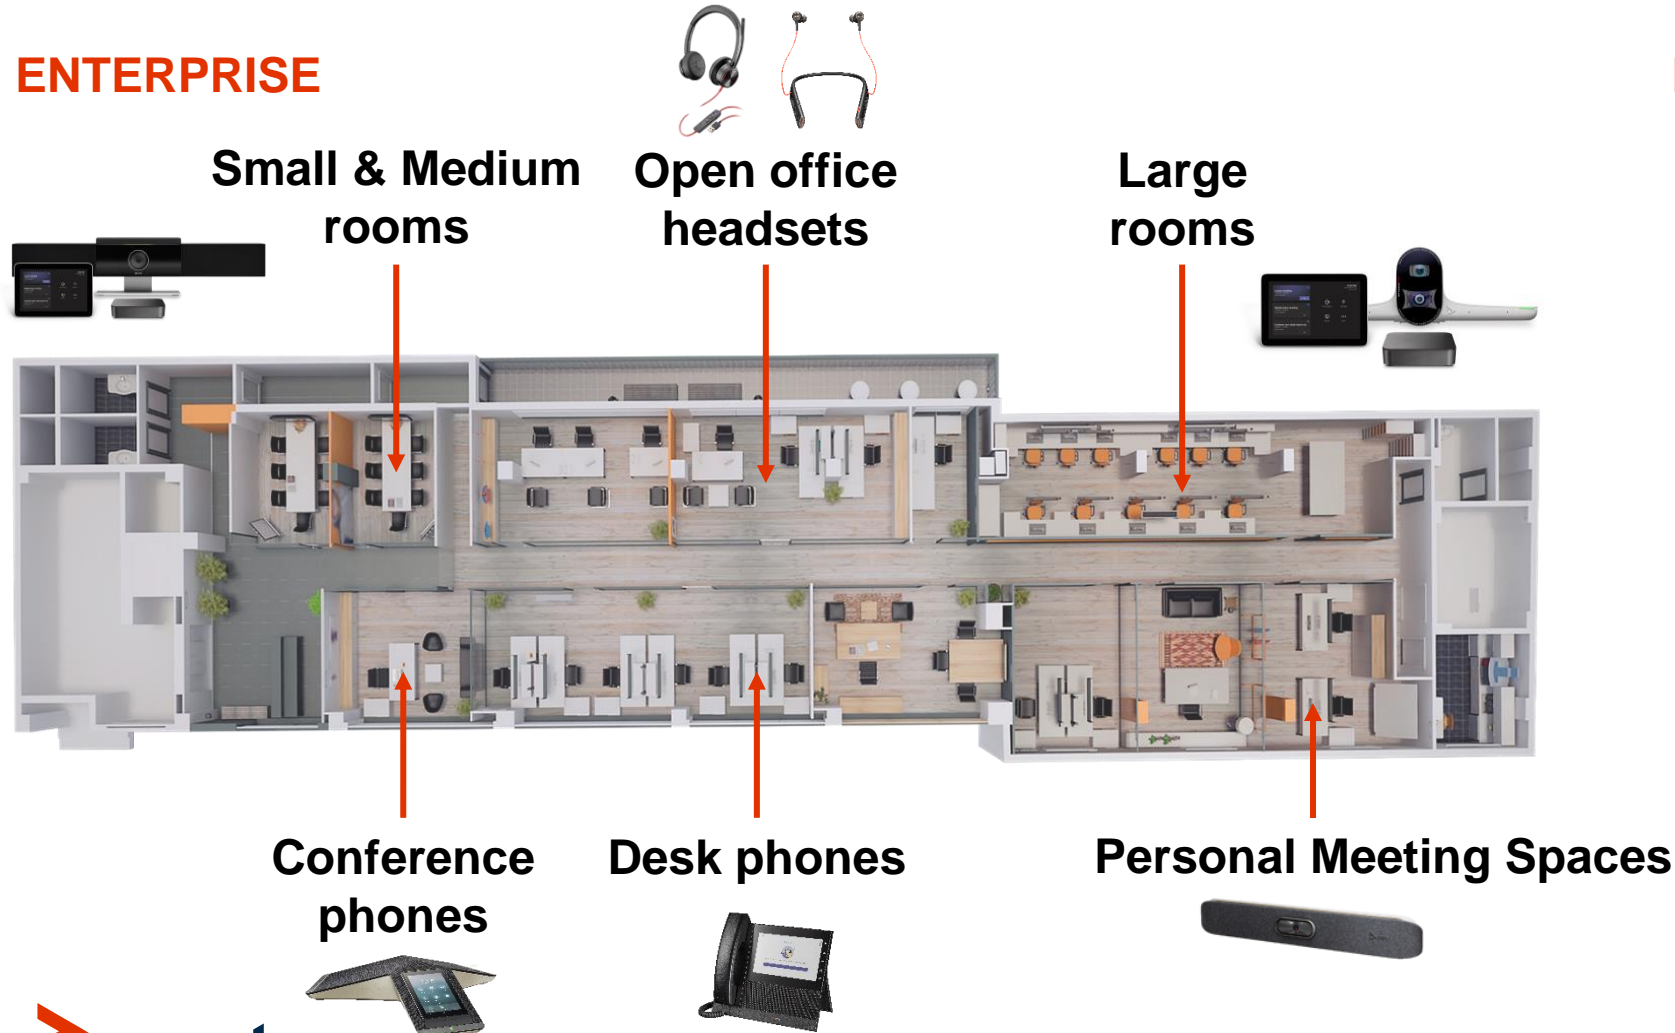 ENTERPRISE
Small & Medium
rooms
Open office
headsets
Large
rooms
Conference
phones
Desk phones
Personal Meeting Spaces